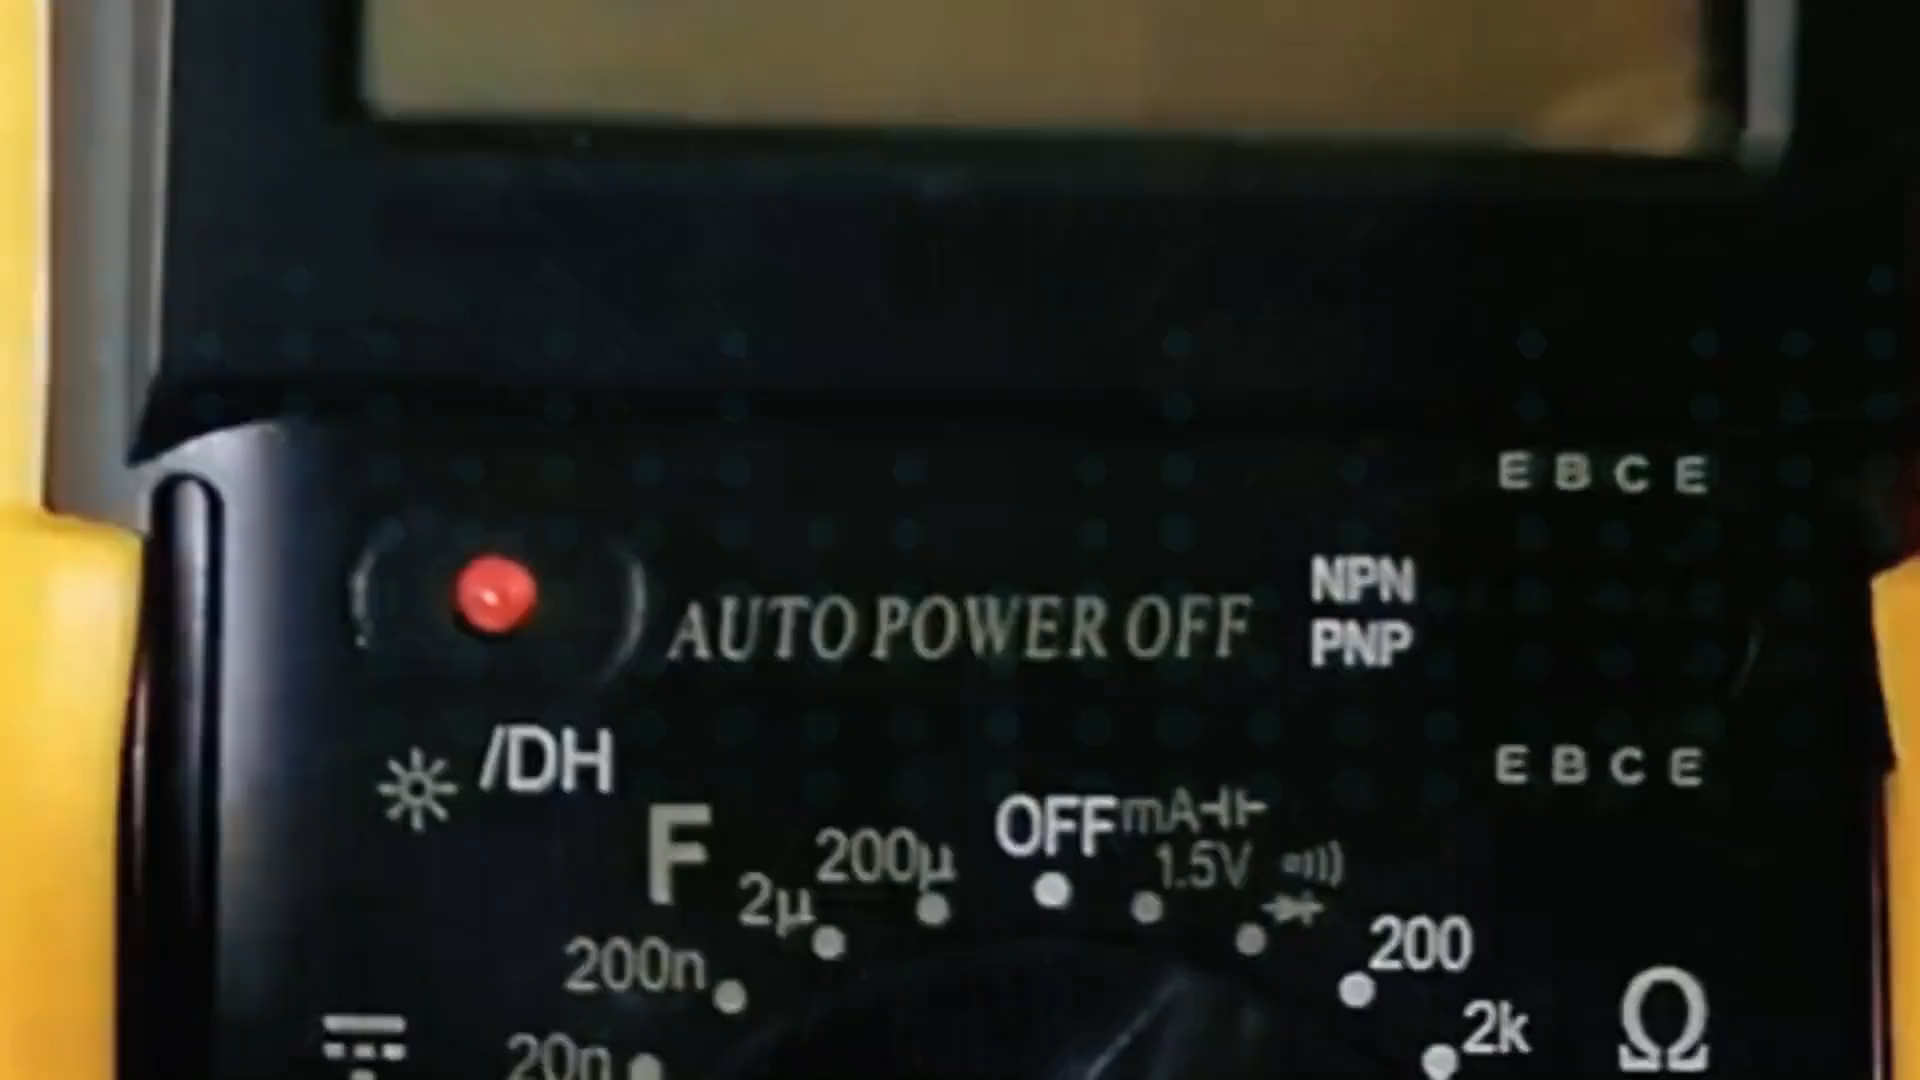 E B C E
AUTO POWER OFF
NPN
PNP
/DH
E B C E
F
OFF
mA
200µ
1.5V
2µ
200
200n
2k
Ω
20n